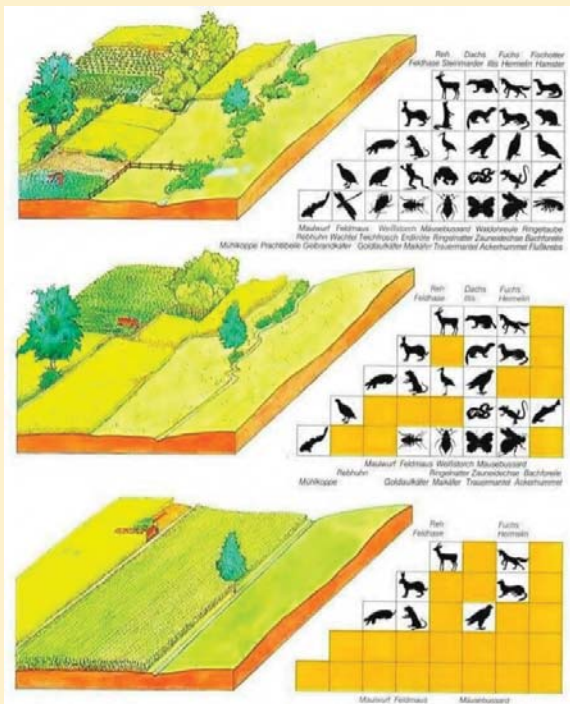 Reh Dachs Fuchs Fischotter
Feldhase Steinmarder Iltis Hermelin Hamster
Maulwurf Feldmaus Weißstorch Mäusebussard Waldohreule Ringeltaube
Rebhuhn Wachtel Teichfrosch Erdkröte Ringelnatter Zauneidechse Bachforelle
Mühlkoppe Prachtlibelle Gelbrandkäfer Goldlaufkäfer Maikäfer Trauermantel Ackerhummel Flußkrebs
Reh Dachs Fuchs
Feldhase Iltis Hermelin
Maulwurf Feldmaus Weißstorch Mäusebussard
Rebhuhn Ringelnatter Zauneidechse Bachforelle
Mühlkoppe Goldlaufkäfer Maikäfer Trauermantel Ackerhummel
Reh Fuchs
Feldhase Hermelin
Maulwurf Feldmaus Mäusebussard